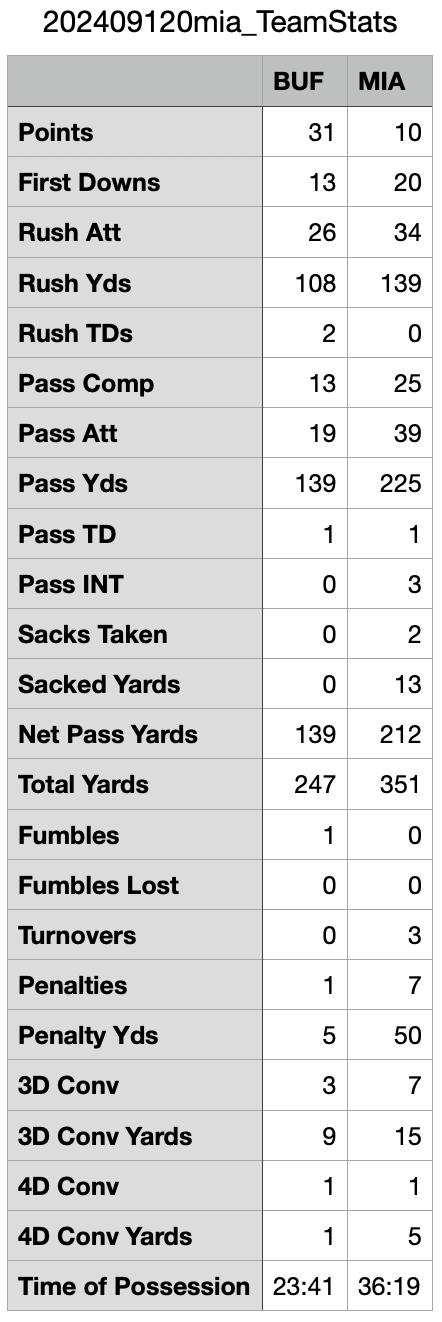 202409120mia_TeamStats
BUF MIA
Points 31 10
First Downs 13 20
Rush Att 26 34
Rush Yds 108 139
Rush TDs 2 0
Pass Comp 13 25
Pass Att 19 39
Pass Yds 139 225
Pass TD 1 1
Pass INT 0 3
Sacks Taken 0 2
Sacked Yards 0 13
Net Pass Yards 139 212
Total Yards 247 351
Fumbles 1 0
Fumbles Lost 0 0
Turnovers 0 3
Penalties 1 7
Penalty Yds 5 50
3D Conv 3 7
3D Conv Yards 9 15
4D Conv 1 1
4D Conv Yards 1 5
Time of Possession 23:41 36:19